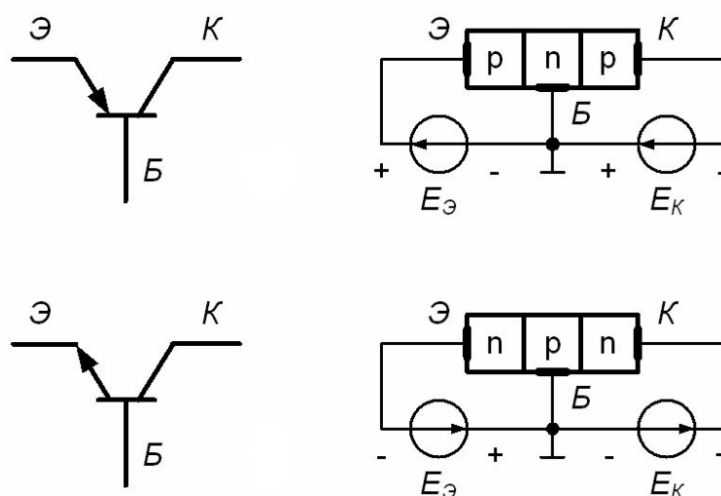 Э К
Б
Э К
p n p
Б
+ - + -
EЭ EК
Э К
Б
Э К
n p n
Б
- + - +
EЭ EК